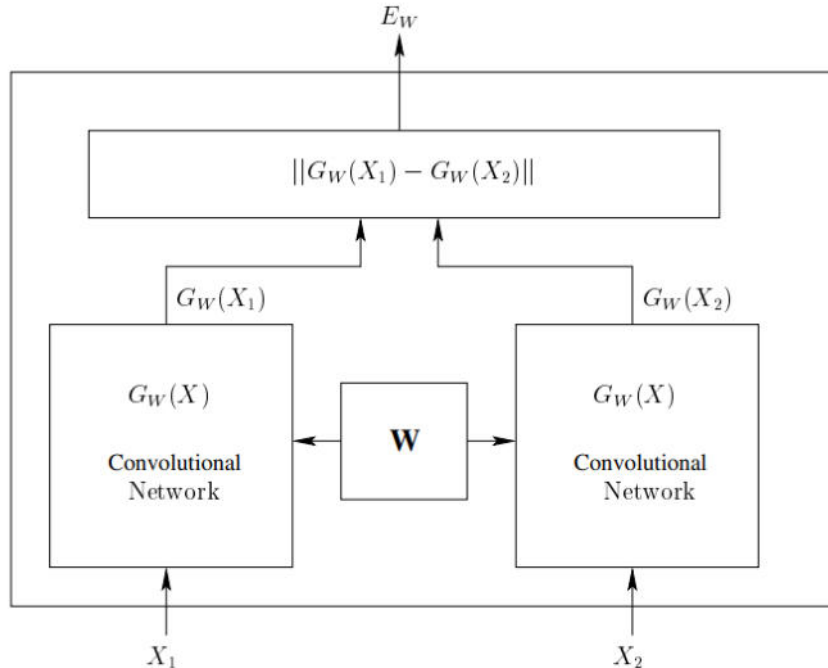 E_W
||G_W(X_1) − G_W(X_2)||
G_W(X_1)
G_W(X_2)
G_W(X)
Convolutional
Network
W
G_W(X)
Convolutional
Network
X_1
X_2